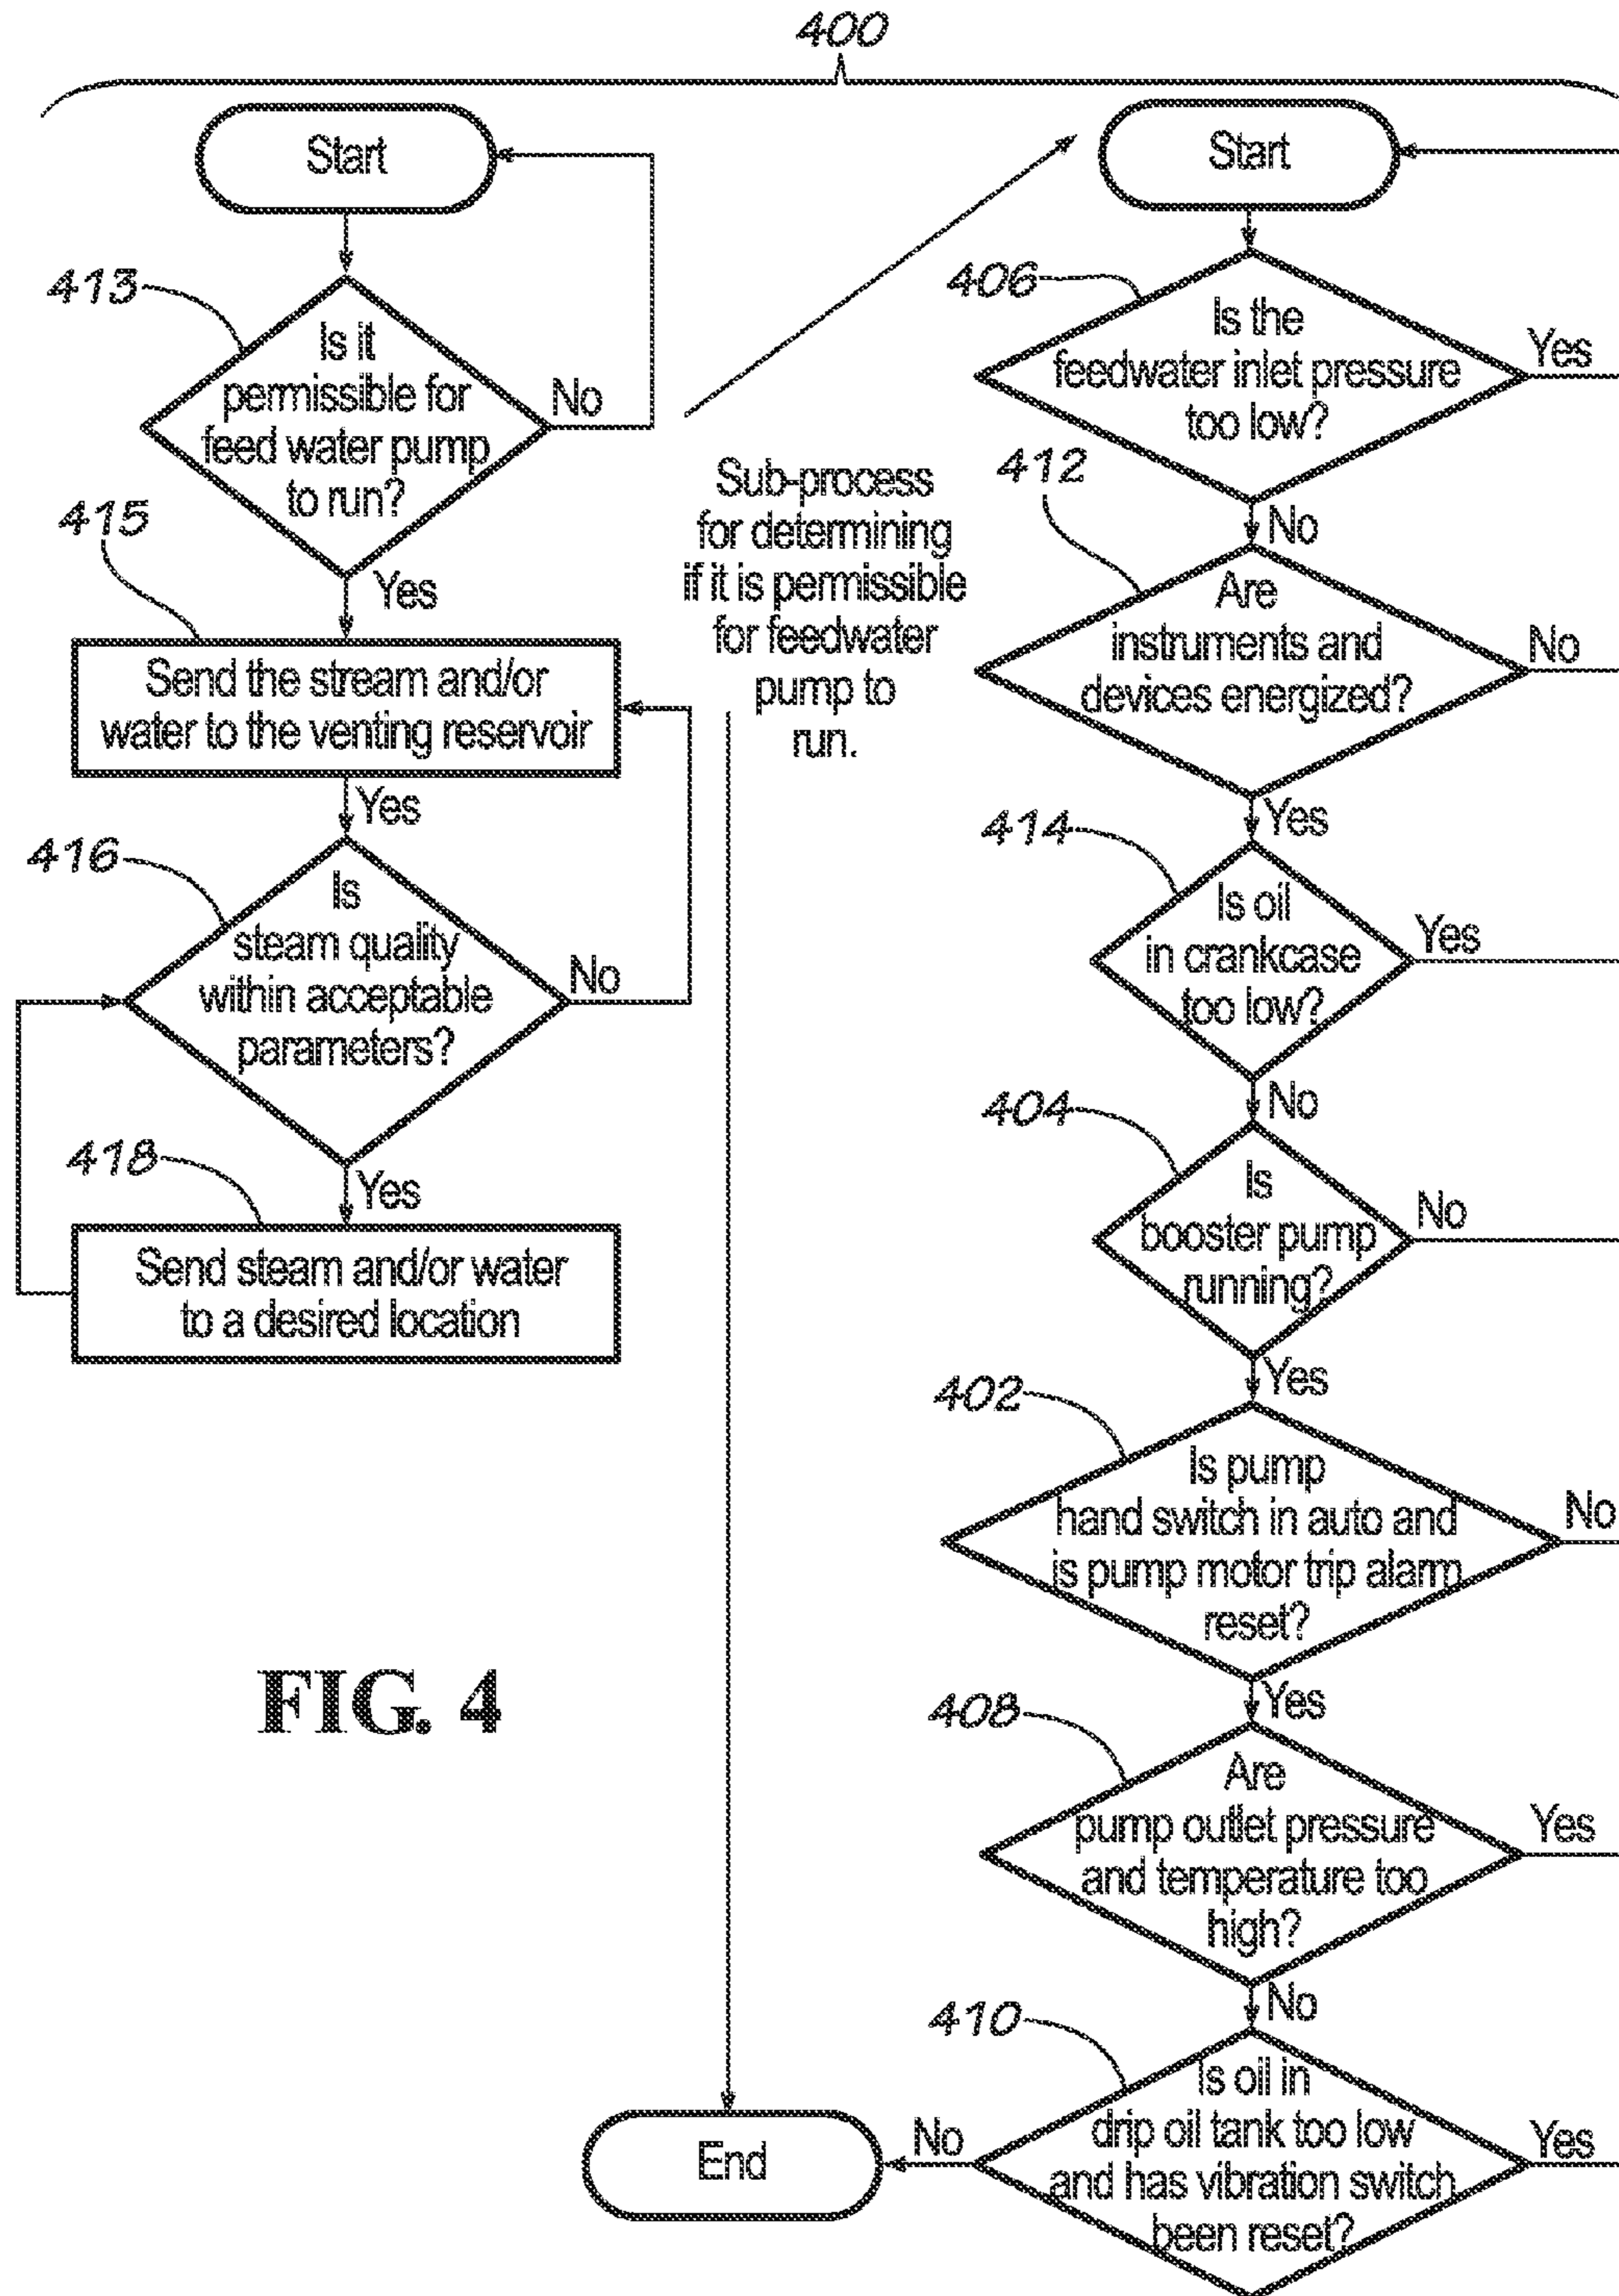 400
Start
413
Is it
permissible for
feed water pump
to run?
No
Yes
415
Send the stream and/or
water to the venting reservoir
Yes
416
Is
steam quality
within acceptable
parameters?
No
Yes
418
Send steam and/or water
to a desired location
FIG. 4
Sub-process
for determining
if it is permissible
for feedwater
pump to
run.
Start
406
Is the
feedwater inlet pressure
too low?
Yes
No
412
Are
instruments and
devices energized?
No
Yes
414
Is oil
in crankcase
too low?
Yes
No
404
Is
booster pump
running?
No
Yes
402
Is pump
hand switch in auto and
is pump motor trip alarm
reset?
No
Yes
408
Are
pump outlet pressure
and temperature too
high?
Yes
No
410
Is oil in
drip oil tank too low
and has vibration switch
been reset?
Yes
No
End